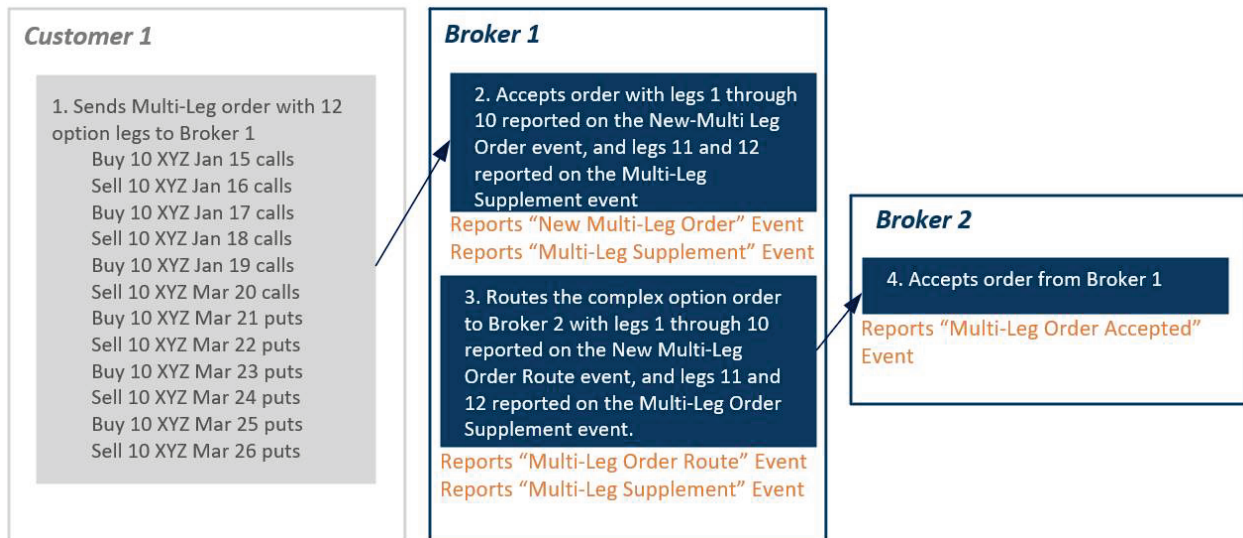 Customer 1
1. Sends Multi-Leg order with 12
option legs to Broker 1
Buy 10 XYZ Jan 15 calls
Sell 10 XYZ Jan 16 calls
Buy 10 XYZ Jan 17 calls
Sell 10 XYZ Jan 18 calls
Buy 10 XYZ Jan 19 calls
Sell 10 XYZ Mar 20 calls
Buy 10 XYZ Mar 21 puts
Sell 10 XYZ Mar 22 puts
Buy 10 XYZ Mar 23 puts
Sell 10 XYZ Mar 24 puts
Buy 10 XYZ Mar 25 puts
Sell 10 XYZ Mar 26 puts
Broker 1
2. Accepts order with legs 1 through
10 reported on the New-Multi Leg
Order event, and legs 11 and 12
reported on the Multi-Leg
Supplement event
Reports “New Multi-Leg Order” Event
Reports “Multi-Leg Supplement” Event
3. Routes the complex option order
to Broker 2 with legs 1 through 10
reported on the New Multi-Leg
Order Route event, and legs 11 and
12 reported on the Multi-Leg Order
Supplement event.
Reports “Multi-Leg Order Route” Event
Reports “Multi-Leg Supplement” Event
Broker 2
4. Accepts order from Broker 1
Reports “Multi-Leg Order Accepted”
Event